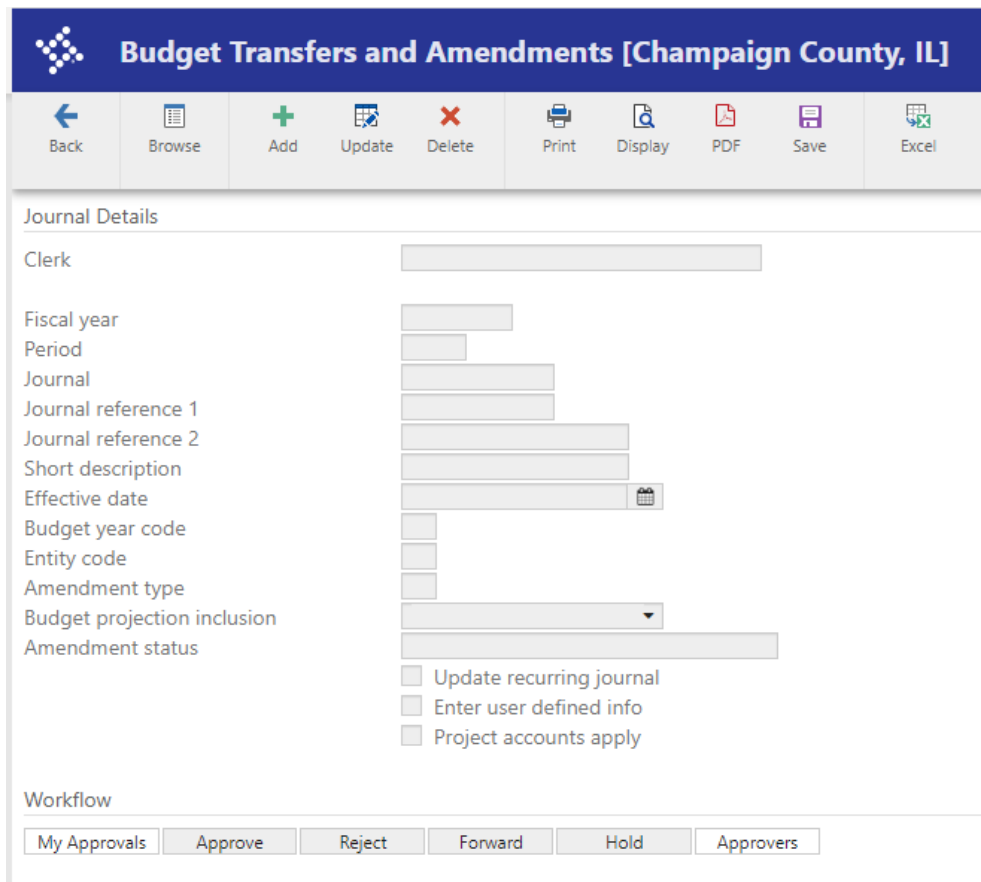 Budget Transfers and Amendments [Champaign County, IL]
Back Browse Add Update Delete Print Display PDF Save Excel
Journal Details
Clerk
Fiscal year
Period
Journal
Journal reference 1
Journal reference 2
Short description
Effective date
Budget year code
Entity code
Amendment type
Budget projection inclusion
Amendment status
Update recurring journal
Enter user defined info
Project accounts apply
Workflow
My Approvals Approve Reject Forward Hold Approvers